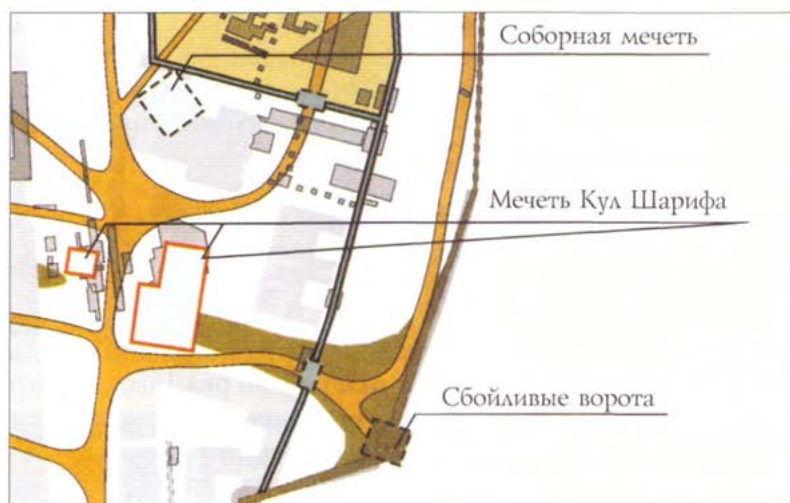 Соборная мечеть
Мечеть Кул Шарифа
Сбойливые ворота